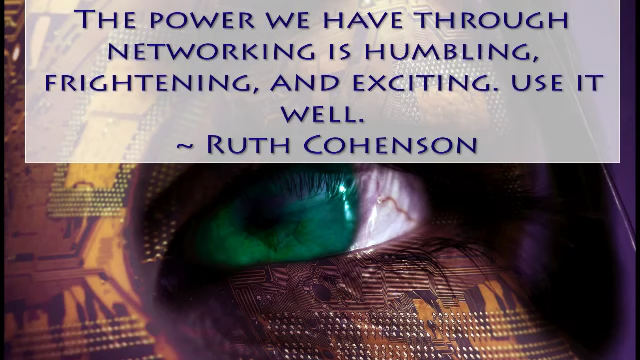 The power we have through
networking is humbling,
frightening, and exciting. use it
well.
~ Ruth Cohenson